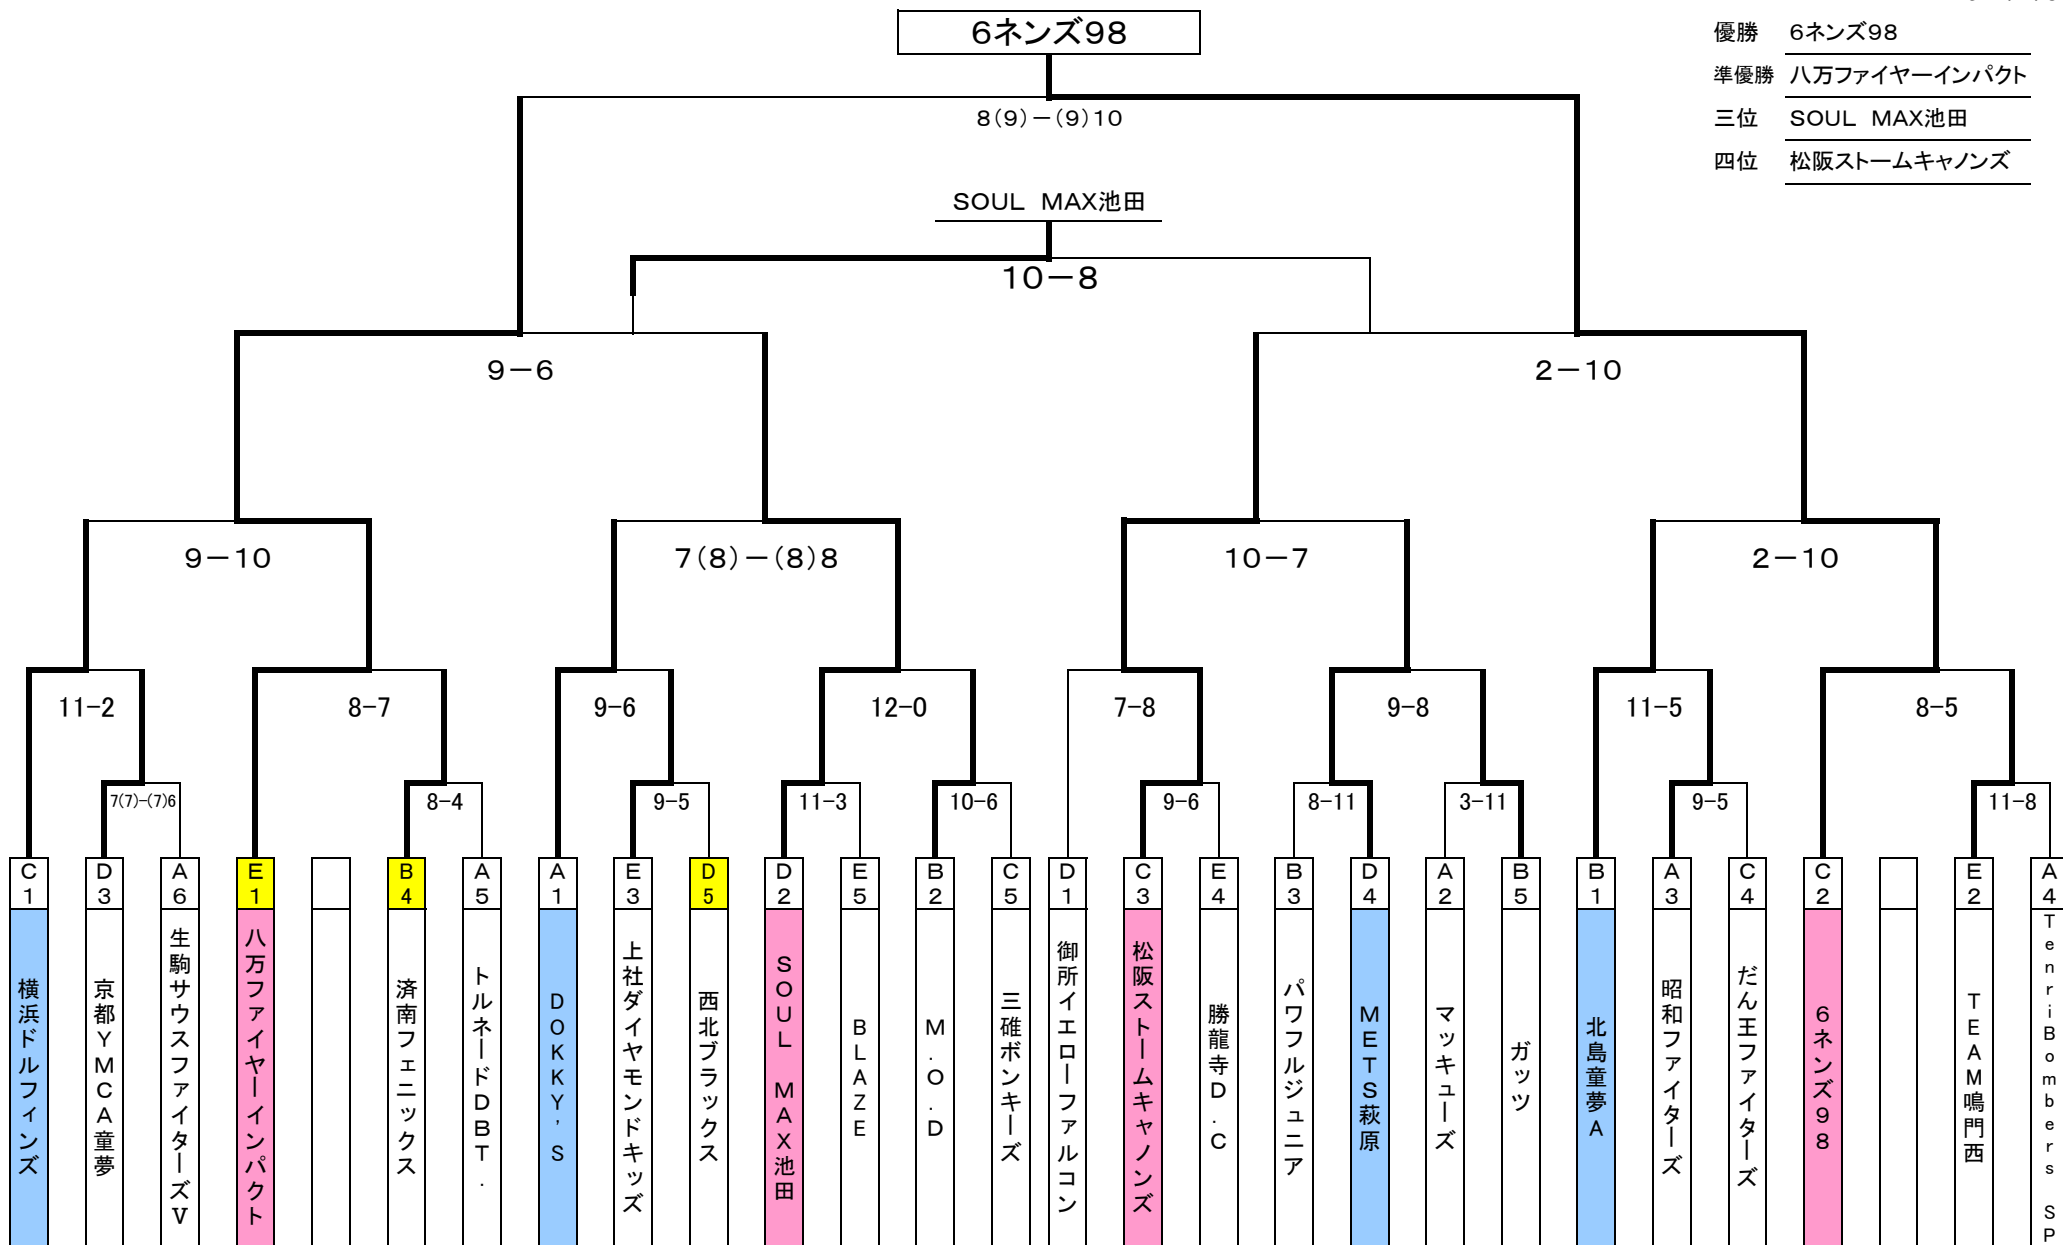 6ネンズ98
優勝 6ネンズ98
準優勝 八万ファイヤーインパクト
三位 SOUL MAX池田
四位 松阪ストームキャノンズ
8(9)－(9)10
SOUL MAX池田
10－8
9－6
2－10
9－10
7(8)－(8)8
10－7
2－10
11-2
8-7
9-6
12-0
7-8
9-8
11-5
8-5
7(7)-(7)6
8-4
9-5
11-3
10-6
9-6
8-11
3-11
9-5
11-8
C1 横浜ドルフィンズ
D3 京都YMCA童夢
A6 生駒サウスファイターズV
E1 八万ファイヤーインパクト
B4 済南フェニックス
A5 トルネードDBT.
A1 DOKKY'S
E3 上社ダイヤモンドキッズ
D5 西北ブラックス
D2 SOUL MAX池田
E5 BLAZE
B2 M.O.D
C5 三碓ボンキーズ
D1 御所イエローファルコン
C3 松阪ストームキャノンズ
E4 勝龍寺D.C
B3 パワフルジュニア
D4 METS萩原
A2 マッキューズ
B5 ガッツ
B1 北島童夢A
A3 昭和ファイターズ
C4 だん王ファイターズ
C2 6ネンズ98
E2 TEAM鳴門西
A4 TenriBombers SP